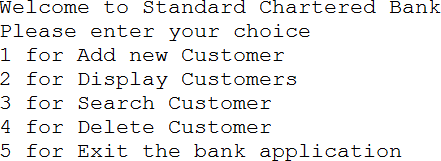 Welcome to Standard Chartered Bank
Please enter your choice
1 for Add new Customer
2 for Display Customers
3 for Search Customer
4 for Delete Customer
5 for Exit the bank application